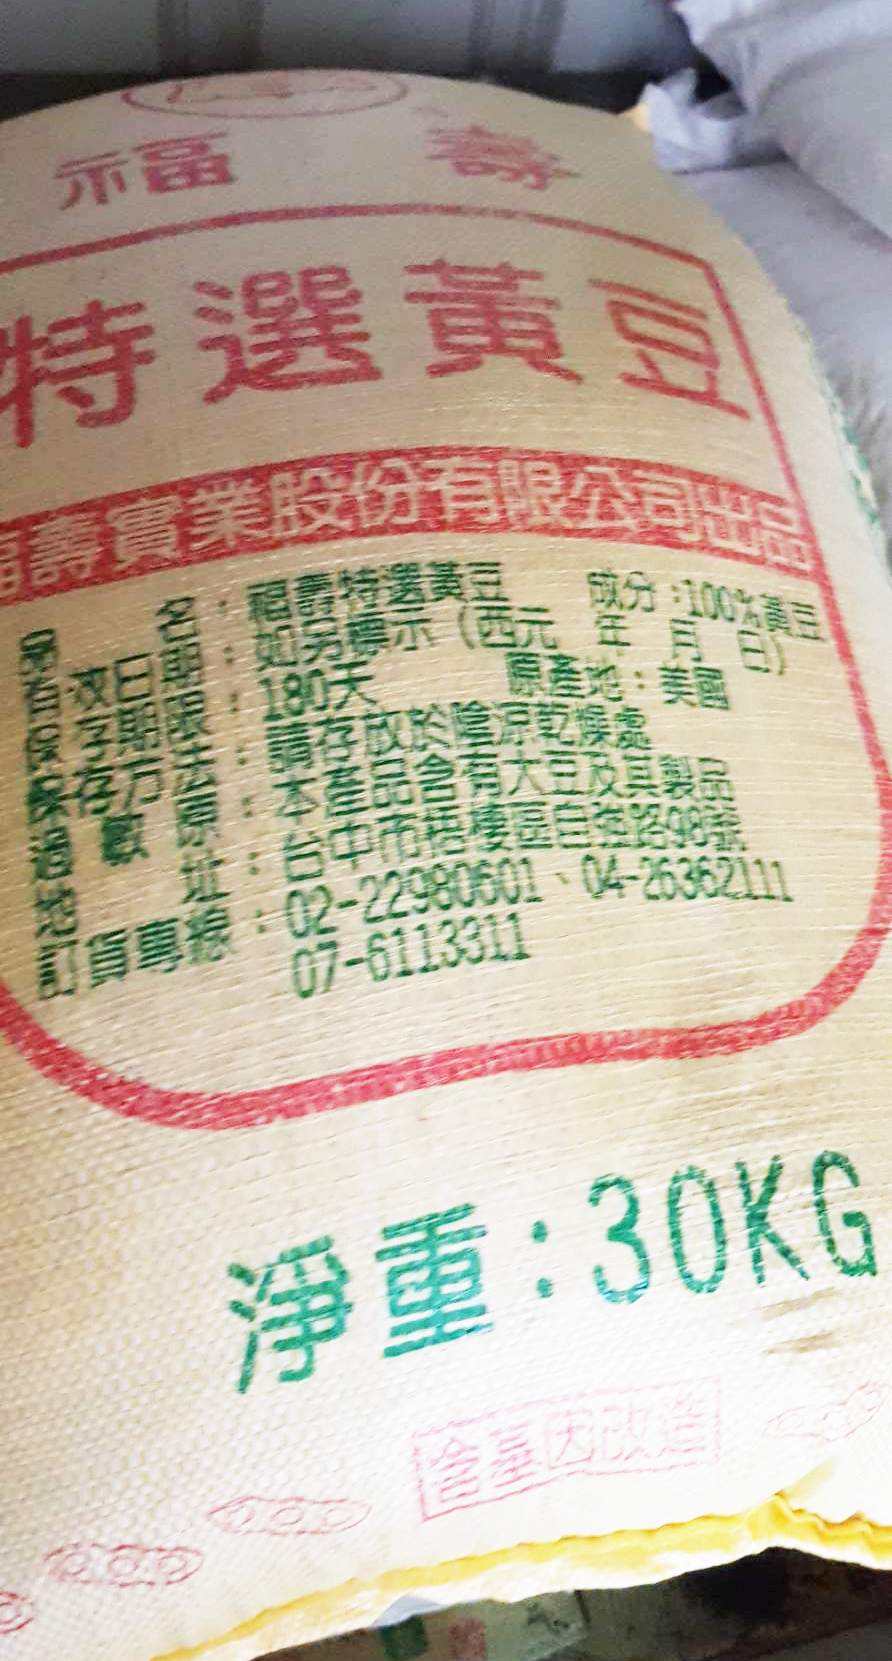 福壽
特選黃豆
福壽實業股份有限公司出品
品名：福壽特選黃豆 成分：100%黃豆
有效日期：如另標示（西元 年 月 日）
保存期限：180天 原產地：美國
保存方法：請存放於陰涼乾燥處
過敏原：本產品含有大豆及其製品
地址：台中市梧棲區自強路98號
訂貨專線：02-22980601、04-26362111
07-6113311
淨重：30KG
含基因改造